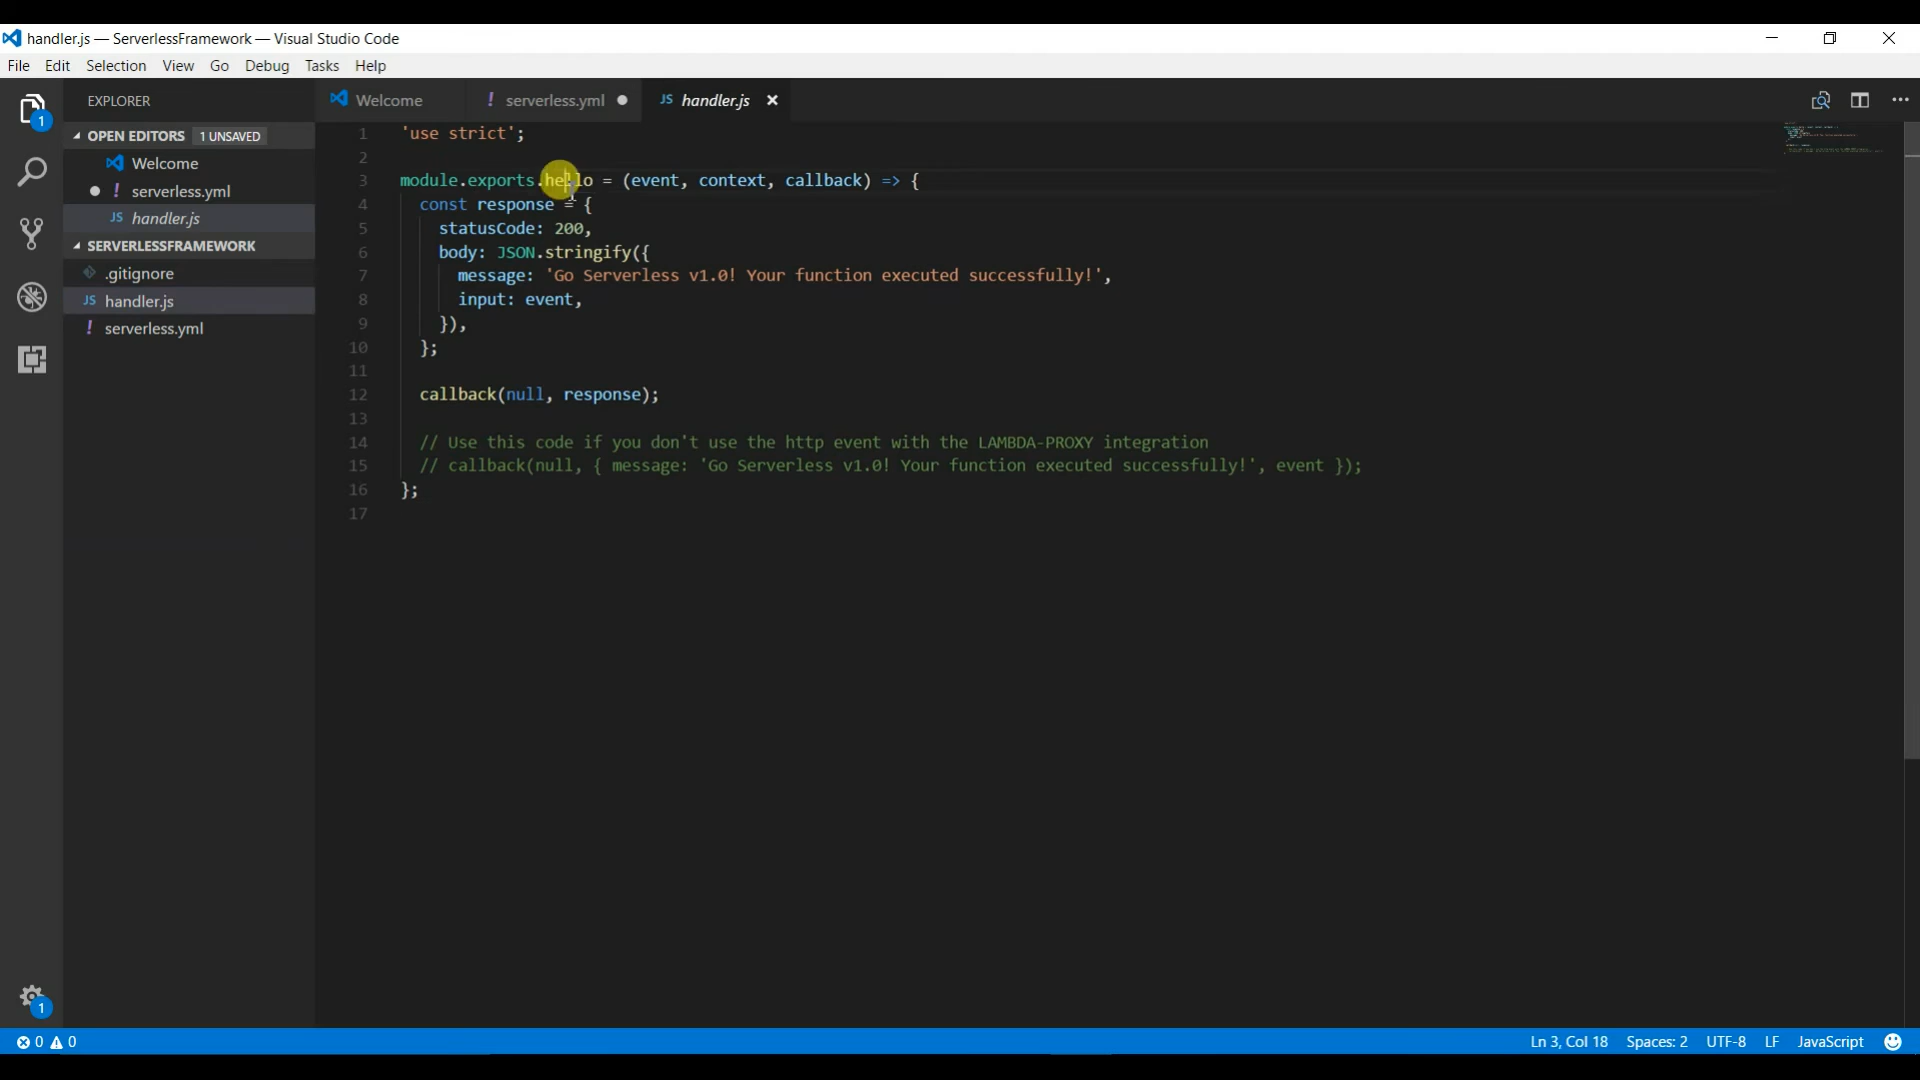 handler.js — ServerlessFramework — Visual Studio Code
File Edit Selection View Go Debug Tasks Help
EXPLORER
OPEN EDITORS 1 UNSAVED
Welcome
! serverless.yml
JS handler.js
SERVERLESSFRAMEWORK
.gitignore
JS handler.js
! serverless.yml
1
1
Welcome ! serverless.yml JS handler.js
1 'use strict';
2
3 module.exports.hello = (event, context, callback) => {
4 const response = {
5 statusCode: 200,
6 body: JSON.stringify({
7 message: 'Go Serverless v1.0! Your function executed successfully!',
8 input: event,
9 }),
10 };
11
12 callback(null, response);
13
14 // Use this code if you don't use the http event with the LAMBDA-PROXY integration
15 // callback(null, { message: 'Go Serverless v1.0! Your function executed successfully!', event });
16 };
17
0 0 Ln 3, Col 18 Spaces: 2 UTF-8 LF JavaScript